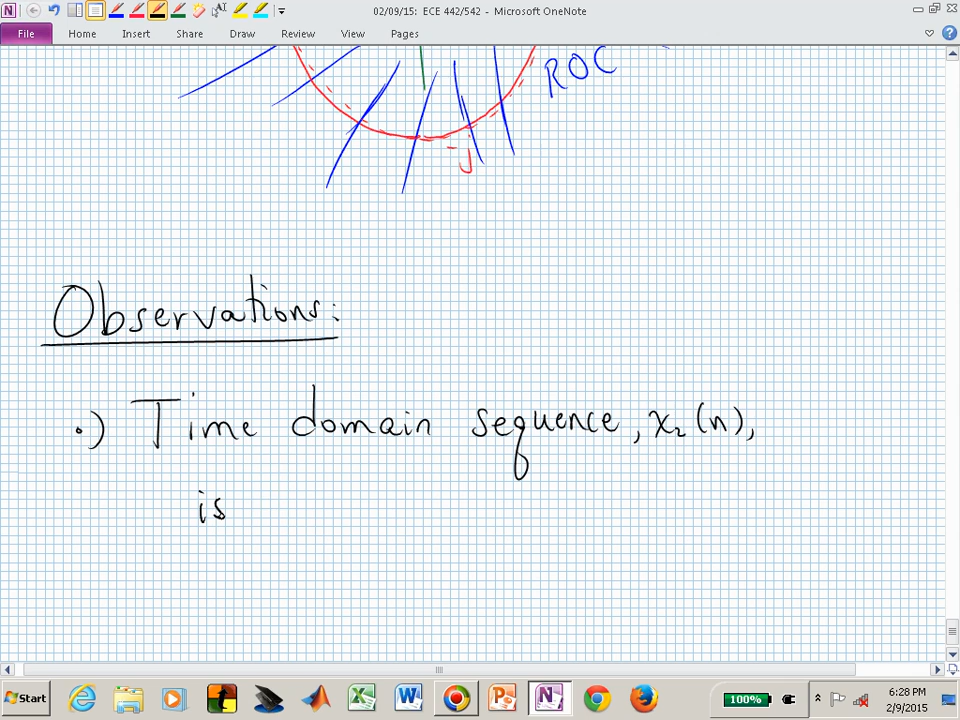 02/09/15: ECE 442/542 - Microsoft OneNote
File Home Insert Share Draw Review View Pages
ROC
-j
Observations:
•) Time domain sequence, x₂(n),
is
Start 100% 6:28 PM
2/9/2015